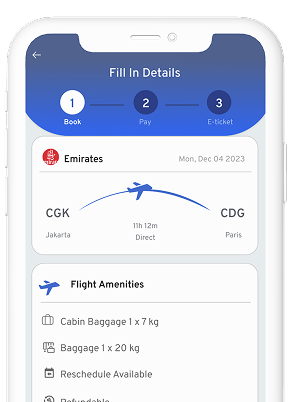 Fill In Details
1 2 3
Book Pay E-ticket
Emirates Mon, Dec 04 2023
CGK CDG
Jakarta 11h 12m Paris
Direct
Flight Amenities
Cabin Baggage 1 x 7 kg
Baggage 1 x 20 kg
Reschedule Available
Refundable